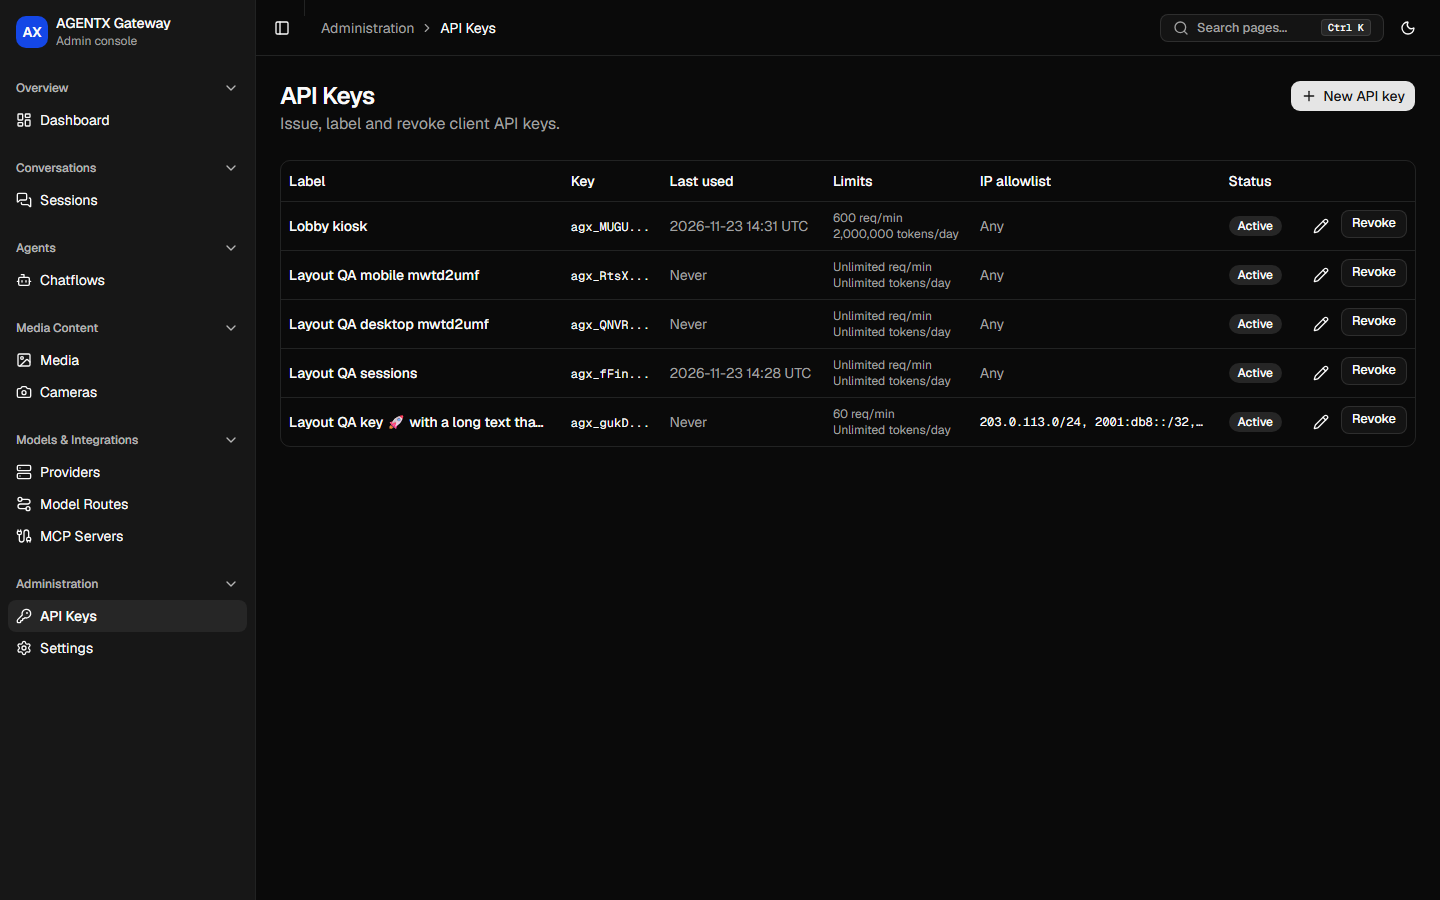 AX
AGENTX Gateway
Admin console
Overview
Dashboard
Conversations
Sessions
Agents
Chatflows
Media Content
Media
Cameras
Models & Integrations
Providers
Model Routes
MCP Servers
Administration
API Keys
Settings
Administration > API Keys
Search pages... Ctrl K
API Keys
Issue, label and revoke client API keys.
+ New API key
Label Key Last used Limits IP allowlist Status
Lobby kiosk agx_MUGU... 2026-11-23 14:31 UTC 600 req/min 2,000,000 tokens/day Any Active Revoke
Layout QA mobile mwtd2umf agx_RtsX... Never Unlimited req/min Unlimited tokens/day Any Active Revoke
Layout QA desktop mwtd2umf agx_QNVR... Never Unlimited req/min Unlimited tokens/day Any Active Revoke
Layout QA sessions agx_fFin... 2026-11-23 14:28 UTC Unlimited req/min Unlimited tokens/day Any Active Revoke
Layout QA key 🚀 with a long text tha... agx_gukD... Never 60 req/min Unlimited tokens/day 203.0.113.0/24, 2001:db8::/32,… Active Revoke